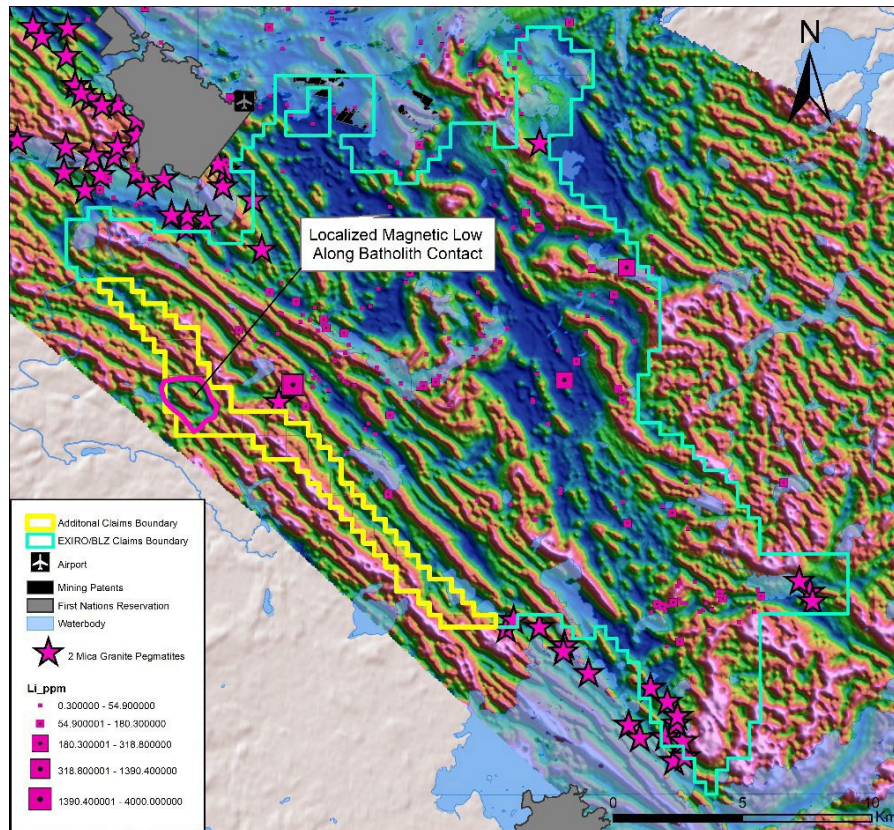 N
Localized Magnetic Low
Along Batholith Contact
Additonal Claims Boundary
EXIRO/BLZ Claims Boundary
Airport
Mining Patents
First Nations Reservation
Waterbody
2 Mica Granite Pegmatites
Li_ppm
0.300000 - 54.900000
54.900001 - 180.300000
180.300001 - 318.800000
318.800001 - 1390.400000
1390.400001 - 4000.000000
0 5 10
Km